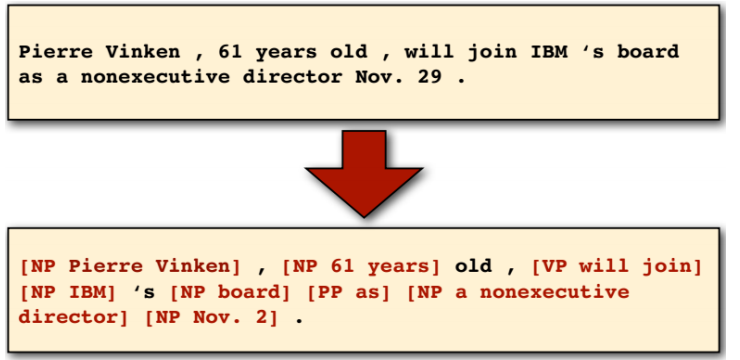 Pierre Vinken , 61 years old , will join IBM ‘s board
as a nonexecutive director Nov. 29 .
[NP Pierre Vinken] , [NP 61 years] old , [VP will join]
[NP IBM] ‘s [NP board] [PP as] [NP a nonexecutive
director] [NP Nov. 2] .